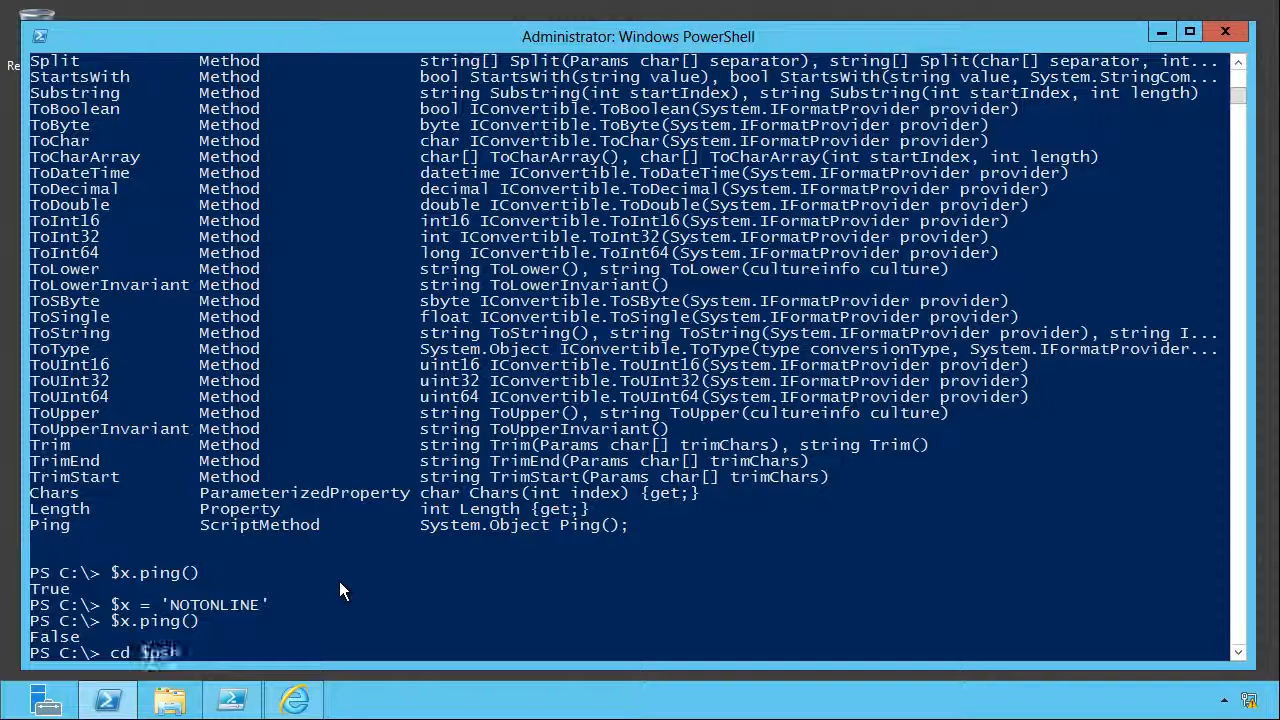 Administrator: Windows PowerShell
Re
Split Method string[] Split(Params char[] separator), string[] Split(char[] separator, int...
StartsWith Method bool StartsWith(string value), bool StartsWith(string value, System.StringCom...
Substring Method string Substring(int startIndex), string Substring(int startIndex, int length)
ToBoolean Method bool IConvertible.ToBoolean(System.IFormatProvider provider)
ToByte Method byte IConvertible.ToByte(System.IFormatProvider provider)
ToChar Method char IConvertible.ToChar(System.IFormatProvider provider)
ToCharArray Method char[] ToCharArray(), char[] ToCharArray(int startIndex, int length)
ToDateTime Method datetime IConvertible.ToDateTime(System.IFormatProvider provider)
ToDecimal Method decimal IConvertible.ToDecimal(System.IFormatProvider provider)
ToDouble Method double IConvertible.ToDouble(System.IFormatProvider provider)
ToInt16 Method int16 IConvertible.ToInt16(System.IFormatProvider provider)
ToInt32 Method int IConvertible.ToInt32(System.IFormatProvider provider)
ToInt64 Method long IConvertible.ToInt64(System.IFormatProvider provider)
ToLower Method string ToLower(), string ToLower(cultureinfo culture)
ToLowerInvariant Method string ToLowerInvariant()
ToSByte Method sbyte IConvertible.ToSByte(System.IFormatProvider provider)
ToSingle Method float IConvertible.ToSingle(System.IFormatProvider provider)
ToString Method string ToString(), string ToString(System.IFormatProvider provider), string I...
ToType Method System.Object IConvertible.ToType(type conversionType, System.IFormatProvider...
ToUInt16 Method uint16 IConvertible.ToUInt16(System.IFormatProvider provider)
ToUInt32 Method uint32 IConvertible.ToUInt32(System.IFormatProvider provider)
ToUInt64 Method uint64 IConvertible.ToUInt64(System.IFormatProvider provider)
ToUpper Method string ToUpper(), string ToUpper(cultureinfo culture)
ToUpperInvariant Method string ToUpperInvariant()
Trim Method string Trim(Params char[] trimChars), string Trim()
TrimEnd Method string TrimEnd(Params char[] trimChars)
TrimStart Method string TrimStart(Params char[] trimChars)
Chars ParameterizedProperty char Chars(int index) {get;}
Length Property int Length {get;}
Ping ScriptMethod System.Object Ping();
PS C:\> $x.ping()
True
PS C:\> $x = 'NOTONLINE'
PS C:\> $x.ping()
False
PS C:\> cd